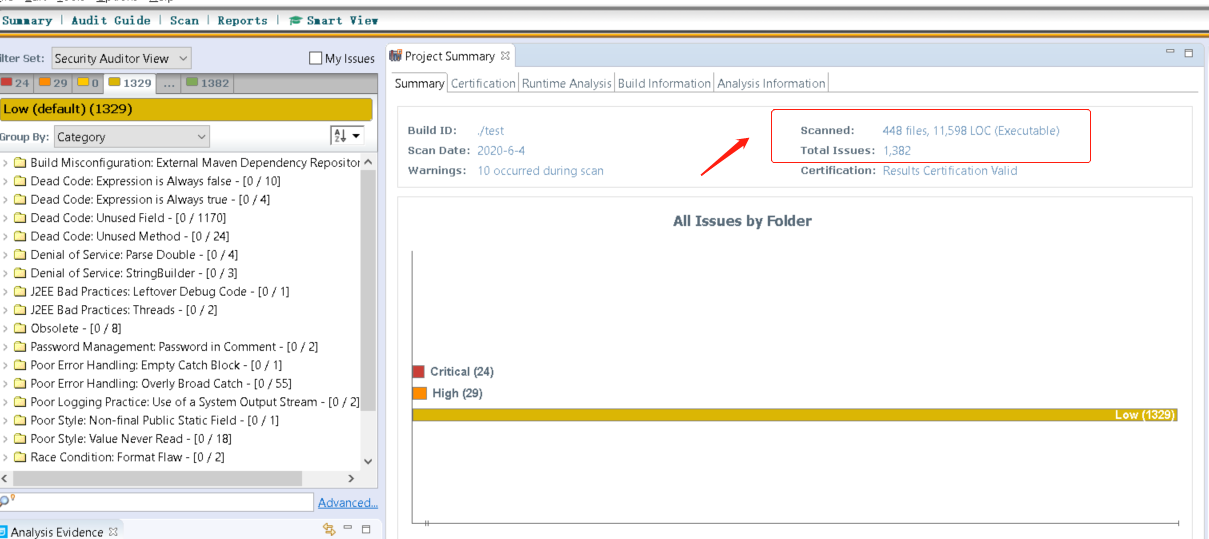 Summary | Audit Guide | Scan | Reports | Smart View
ilter Set: Security Auditor View
My Issues
24 29 0 1329 ... 1382
Low (default) (1329)
Group By: Category
Build Misconfiguration: External Maven Dependency Repositor
Dead Code: Expression is Always false - [0 / 10]
Dead Code: Expression is Always true - [0 / 4]
Dead Code: Unused Field - [0 / 1170]
Dead Code: Unused Method - [0 / 24]
Denial of Service: Parse Double - [0 / 4]
Denial of Service: StringBuilder - [0 / 3]
J2EE Bad Practices: Leftover Debug Code - [0 / 1]
J2EE Bad Practices: Threads - [0 / 2]
Obsolete - [0 / 8]
Password Management: Password in Comment - [0 / 2]
Poor Error Handling: Empty Catch Block - [0 / 1]
Poor Error Handling: Overly Broad Catch - [0 / 55]
Poor Logging Practice: Use of a System Output Stream - [0 / 2]
Poor Style: Non-final Public Static Field - [0 / 1]
Poor Style: Value Never Read - [0 / 18]
Race Condition: Format Flaw - [0 / 2]
Advanced...
Analysis Evidence
Project Summary
Summary Certification Runtime Analysis Build Information Analysis Information
Build ID: ./test
Scan Date: 2020-6-4
Warnings: 10 occurred during scan
Scanned: 448 files, 11,598 LOC (Executable)
Total Issues: 1,382
Certification: Results Certification Valid
All Issues by Folder
Critical (24)
High (29)
Low (1329)